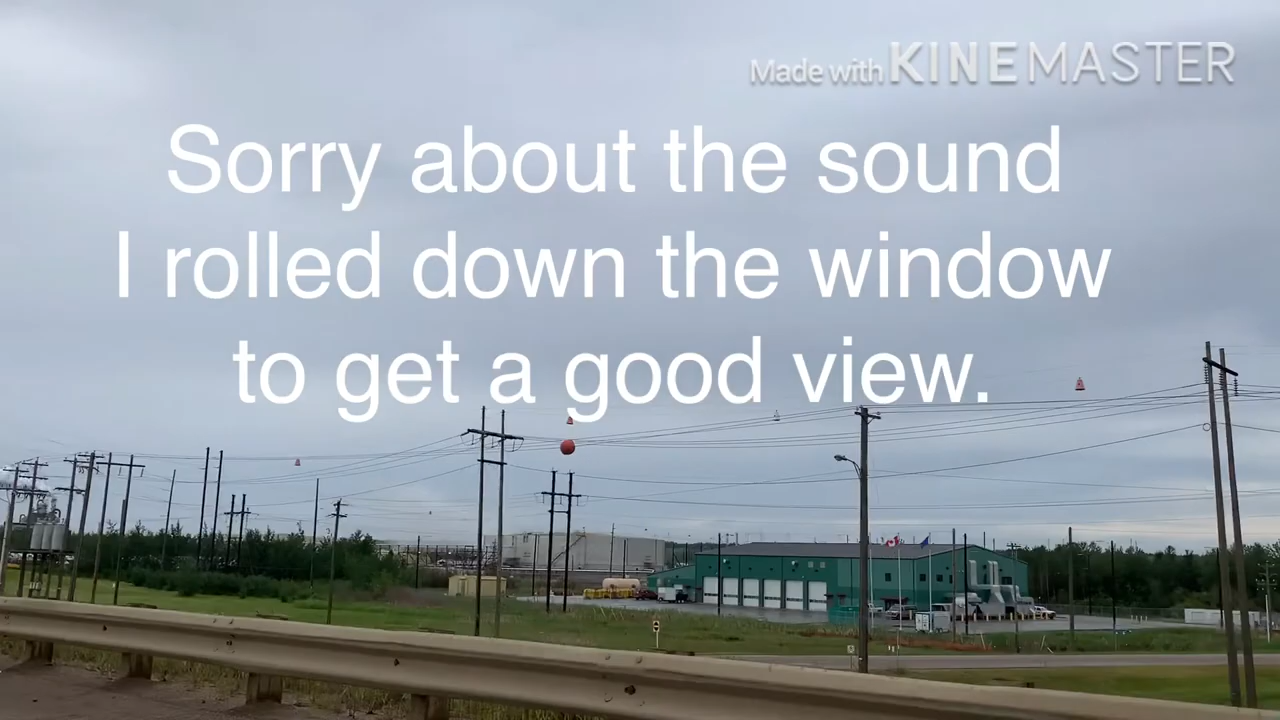 Made with KINEMASTER
Sorry about the sound
I rolled down the window
to get a good view.